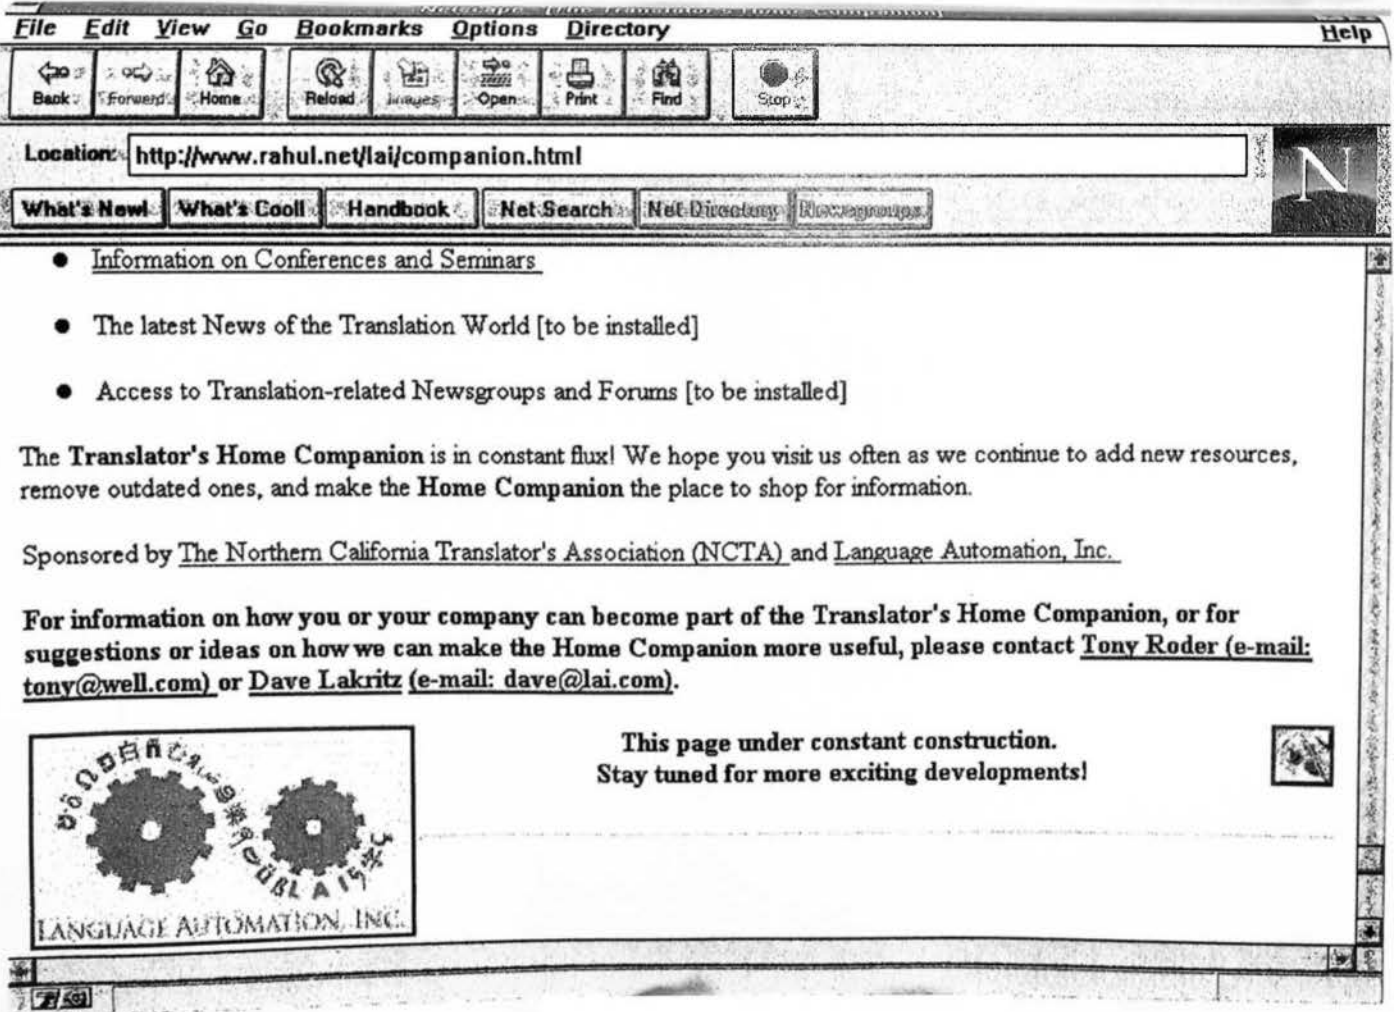 Netscape - [The Translator's Home Companion]
File Edit View Go Bookmarks Options Directory Help
Back Forward Home Reload Images Open Print Find Stop
Location: http://www.rahul.net/lai/companion.html
N
What's New! What's Cool! Handbook Net Search Net Directory Newsgroups
• Information on Conferences and Seminars
• The latest News of the Translation World [to be installed]
• Access to Translation-related Newsgroups and Forums [to be installed]
The Translator's Home Companion is in constant flux! We hope you visit us often as we continue to add new resources,
remove outdated ones, and make the Home Companion the place to shop for information.
Sponsored by The Northern California Translator's Association (NCTA) and Language Automation, Inc.
For information on how you or your company can become part of the Translator's Home Companion, or for
suggestions or ideas on how we can make the Home Companion more useful, please contact Tony Roder (e-mail:
tony@well.com) or Dave Lakritz (e-mail: dave@lai.com).
This page under constant construction.
Stay tuned for more exciting developments!
LANGUAGE AUTOMATION, INC.